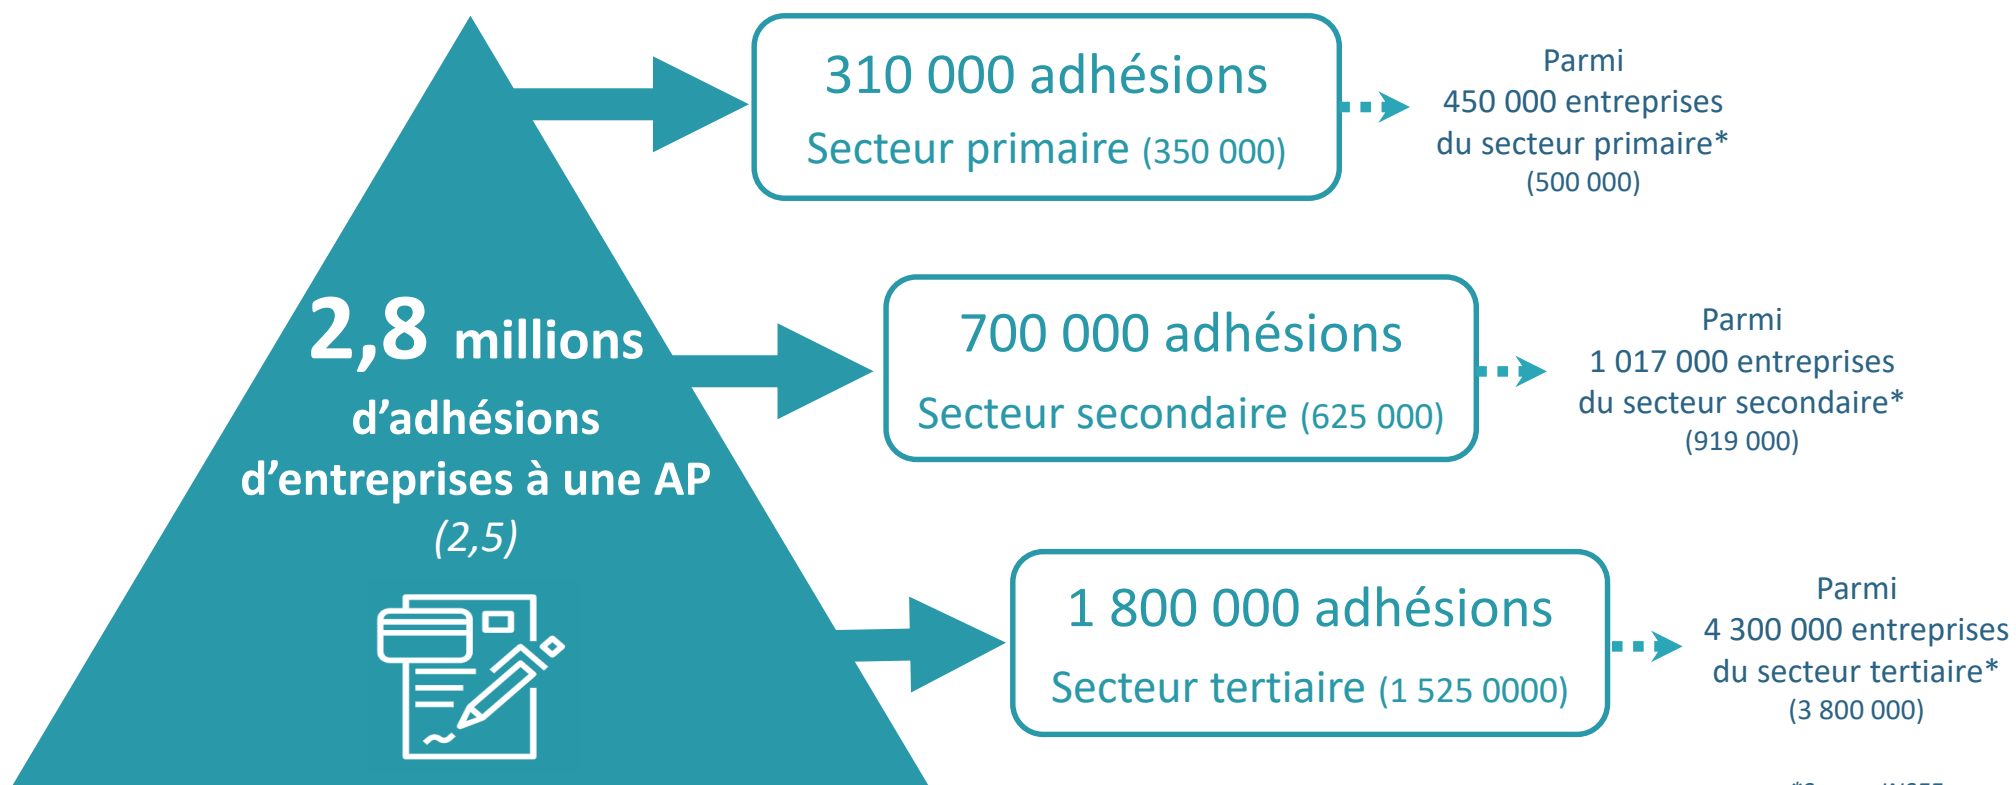 2,8 millions
d'adhésions
d'entreprises à une AP
(2,5)
310 000 adhésions
Secteur primaire (350 000)
Parmi
450 000 entreprises
du secteur primaire*
(500 000)
700 000 adhésions
Secteur secondaire (625 000)
Parmi
1 017 000 entreprises
du secteur secondaire*
(919 000)
1 800 000 adhésions
Secteur tertiaire (1 525 0000)
Parmi
4 300 000 entreprises
du secteur tertiaire*
(3 800 000)